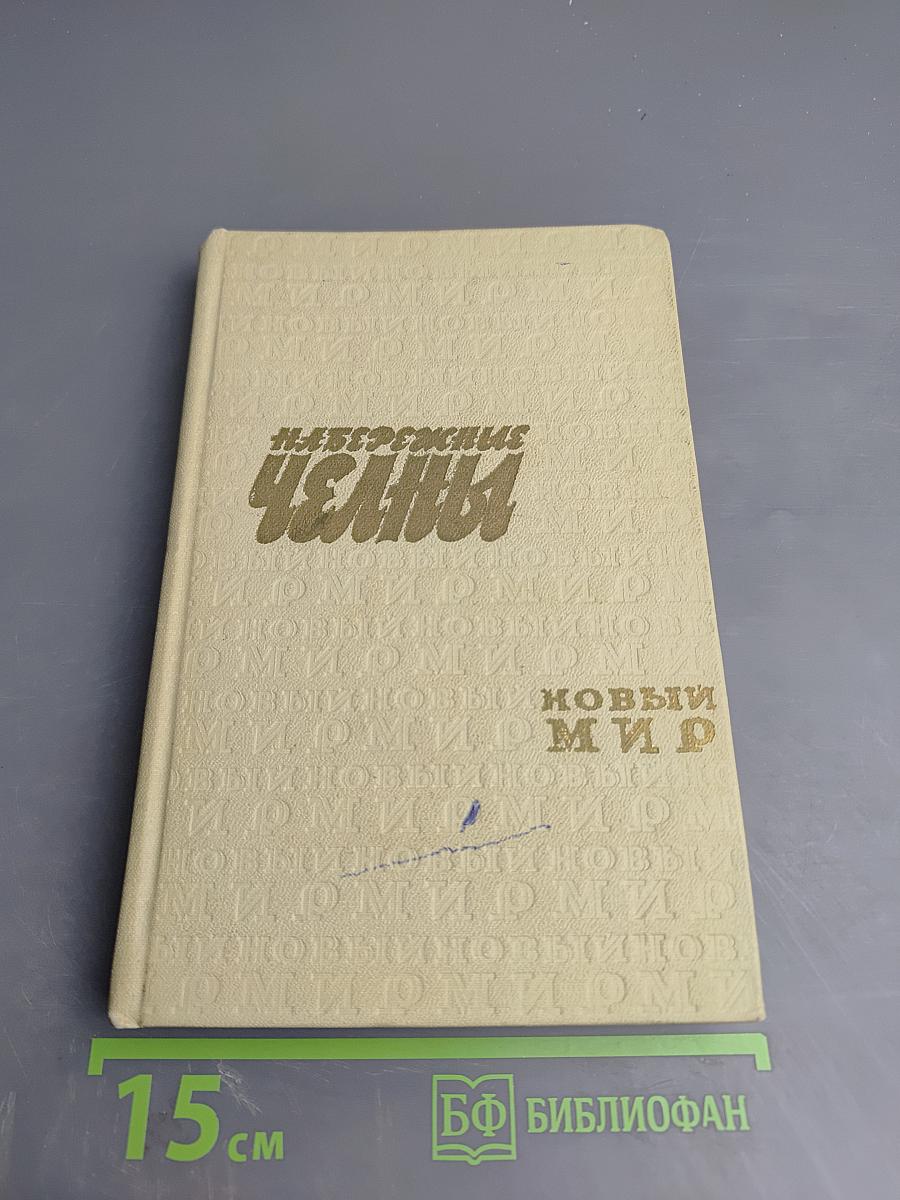 НАБЕРЕЖНЫЕ
ЧЕЛНЫ
НОВЫЙ
МИР
15 см
БФ БИБЛИОФАН